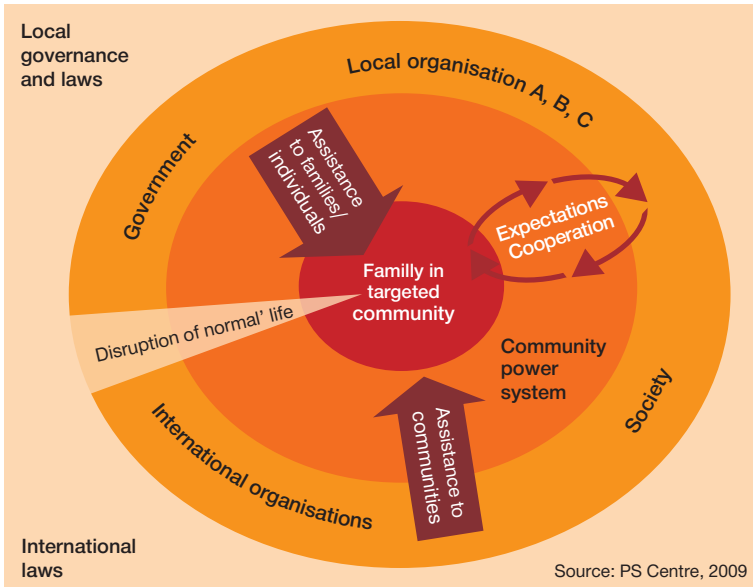 Local
governance
and laws
Local organisation A, B, C
Government
Assistance
to families/
individuals
Expectations
Cooperation
Familly in
targeted
community
Disruption of normal’ life
Community
power
system
Society
International organisations
Assistance to
communities
International
laws
Source: PS Centre, 2009